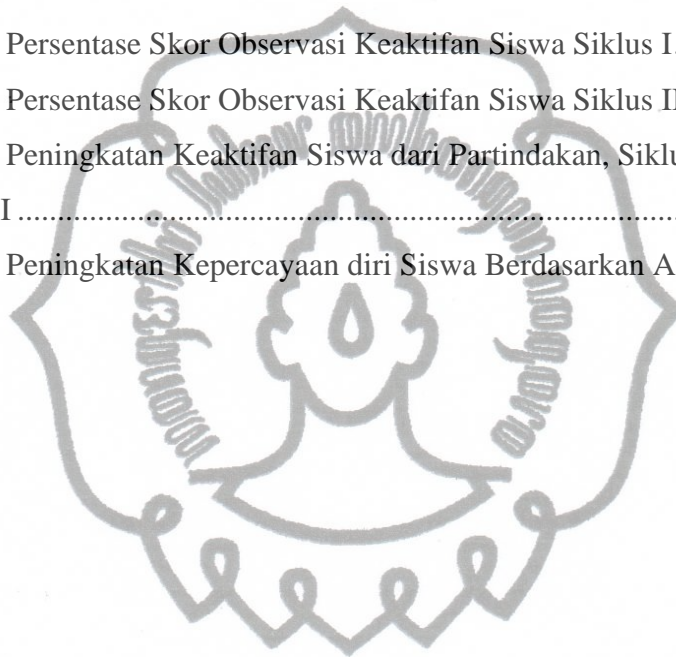 Persentase Skor Observasi Keaktifan Siswa Siklus I.
Persentase Skor Observasi Keaktifan Siswa Siklus II
Peningkatan Keaktifan Siswa dari Partindakan, Siklu
I ........................................................................................
Peningkatan Kepercayaan diri Siswa Berdasarkan A